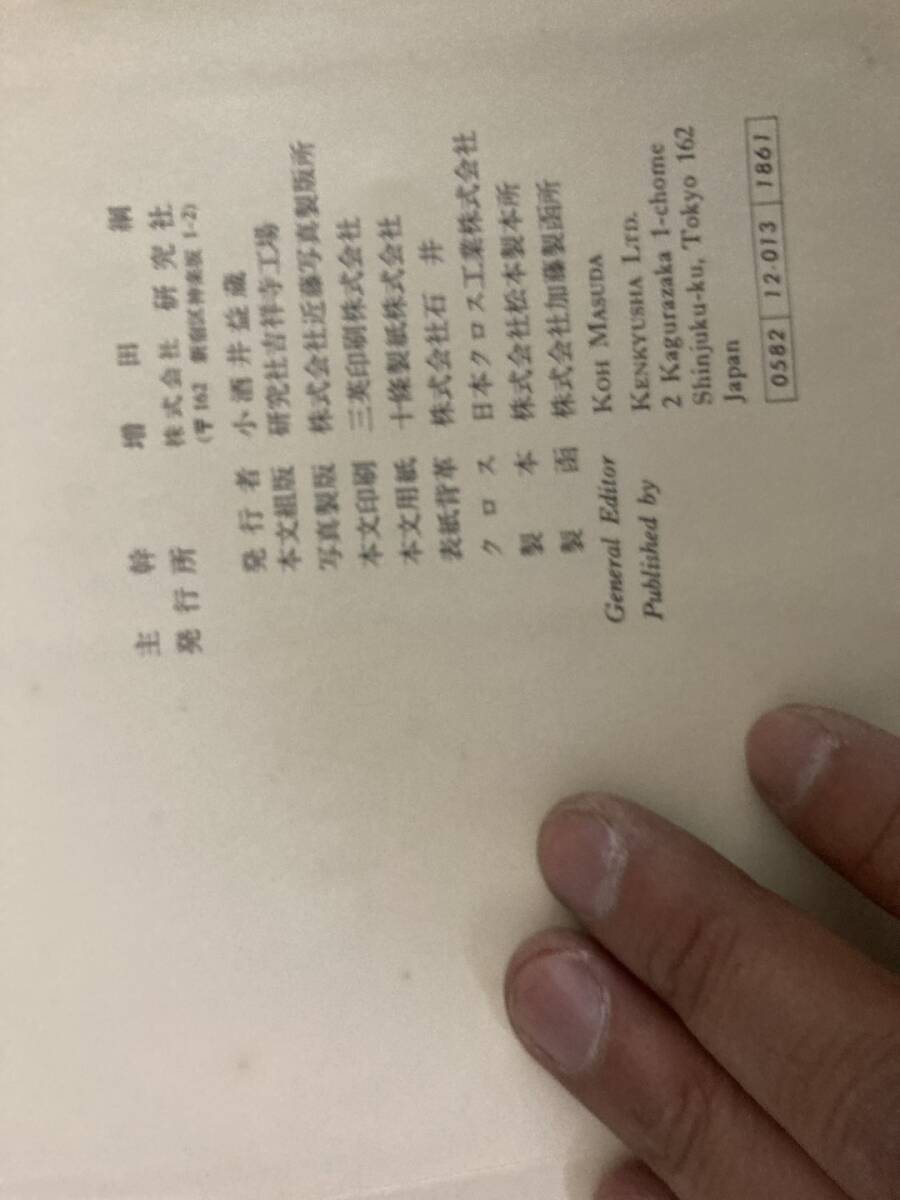 主幹 増田綱
発行所 株式会社 研究社
(〒162 新宿区神楽坂 1-2)
発行者 小酒井益蔵
本文組版 研究社吉祥寺工場
写真製版 株式会社近藤写真製版所
本文印刷 三英印刷株式会社
本文用紙 十條製紙株式会社
表紙背革 株式会社石井
クロス 日本クロス工業株式会社
製本 株式会社松本製本所
製函 株式会社加藤製函所
General Editor KOH MASUDA
Published by KENKYUSHA LTD.
2 Kagurazaka 1-chome
Shinjuku-ku, Tokyo 162
Japan
0582 12·013 1861